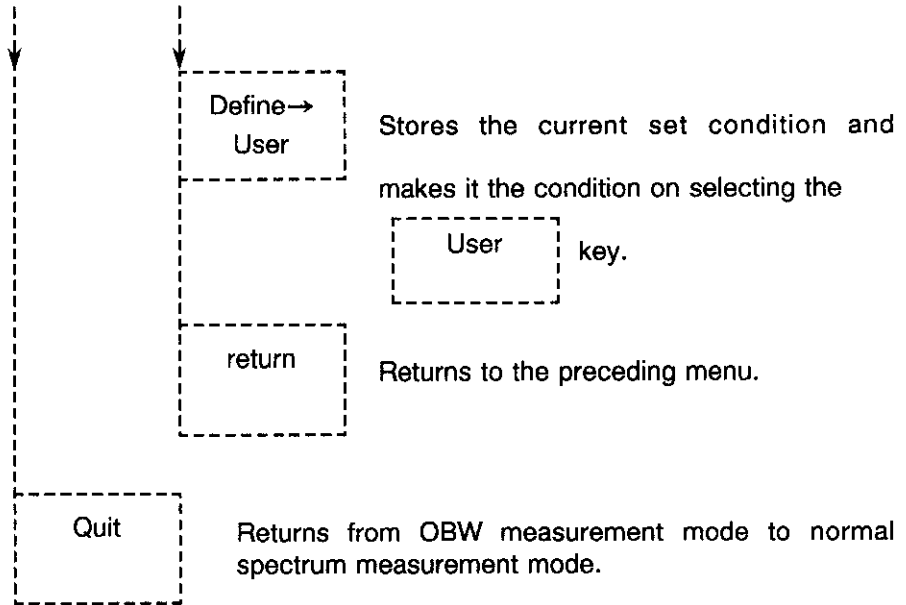 Define→
User
Stores the current set condition and
makes it the condition on selecting the
User key.
return
Returns to the preceding menu.
Quit
Returns from OBW measurement mode to normal
spectrum measurement mode.